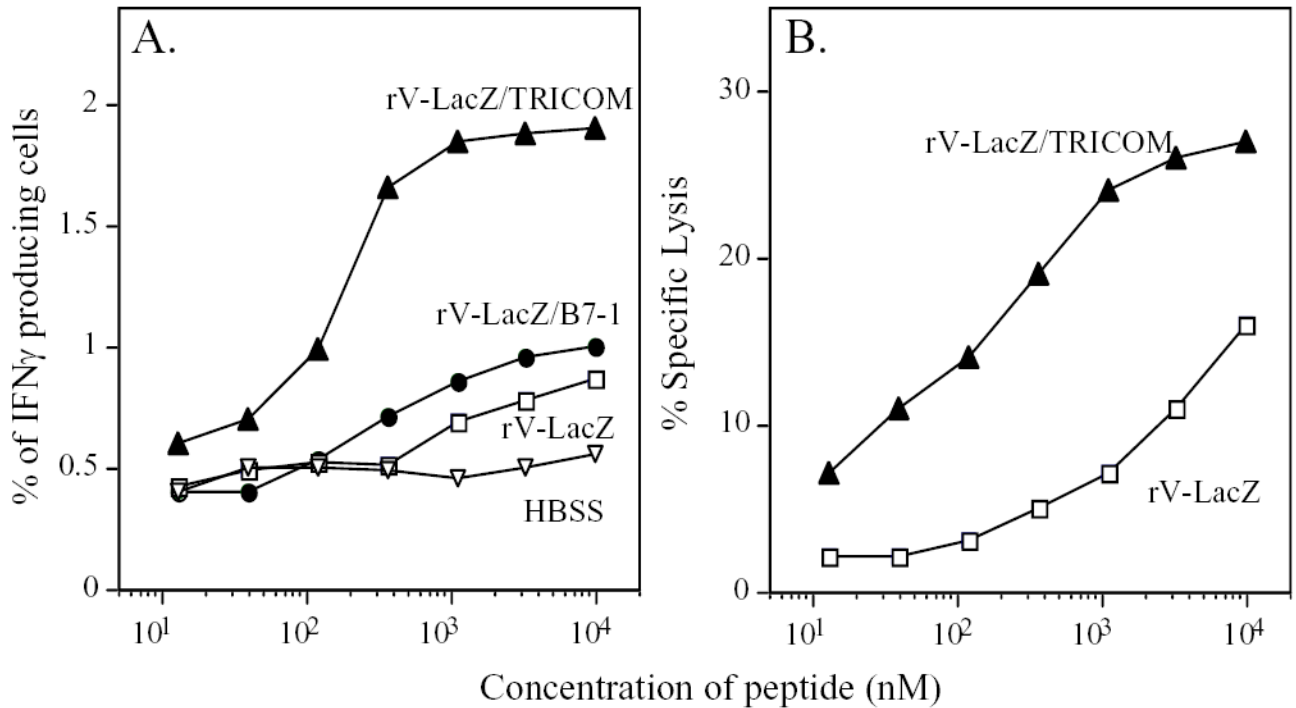 A.
% of IFNγ producing cells
2
1.5
1
0.5
0
rV-LacZ/TRICOM
rV-LacZ/B7-1
rV-LacZ
HBSS
10¹
10²
10³
10⁴
B.
% Specific Lysis
30
20
10
0
rV-LacZ/TRICOM
rV-LacZ
10¹
10²
10³
10⁴
Concentration of peptide (nM)